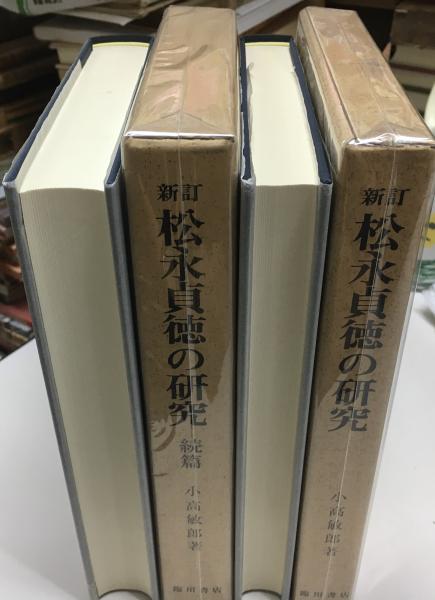 新訂
松永貞徳の研究
続篇
小高敏郎著
臨川書店
新訂
松永貞徳の研究
小高敏郎著
臨川書店